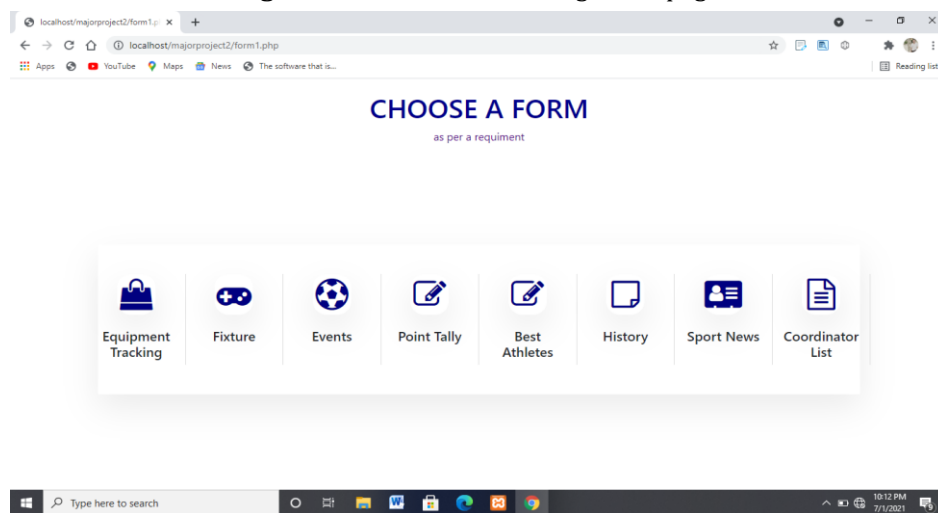 localhost/majorproject2/form1.p
localhost/majorproject2/form1.php
Apps YouTube Maps News The software that is... Reading list
CHOOSE A FORM
as per a requiment
Equipment Tracking
Fixture
Events
Point Tally
Best Athletes
History
Sport News
Coordinator List
Type here to search
10:12 PM
7/1/2021